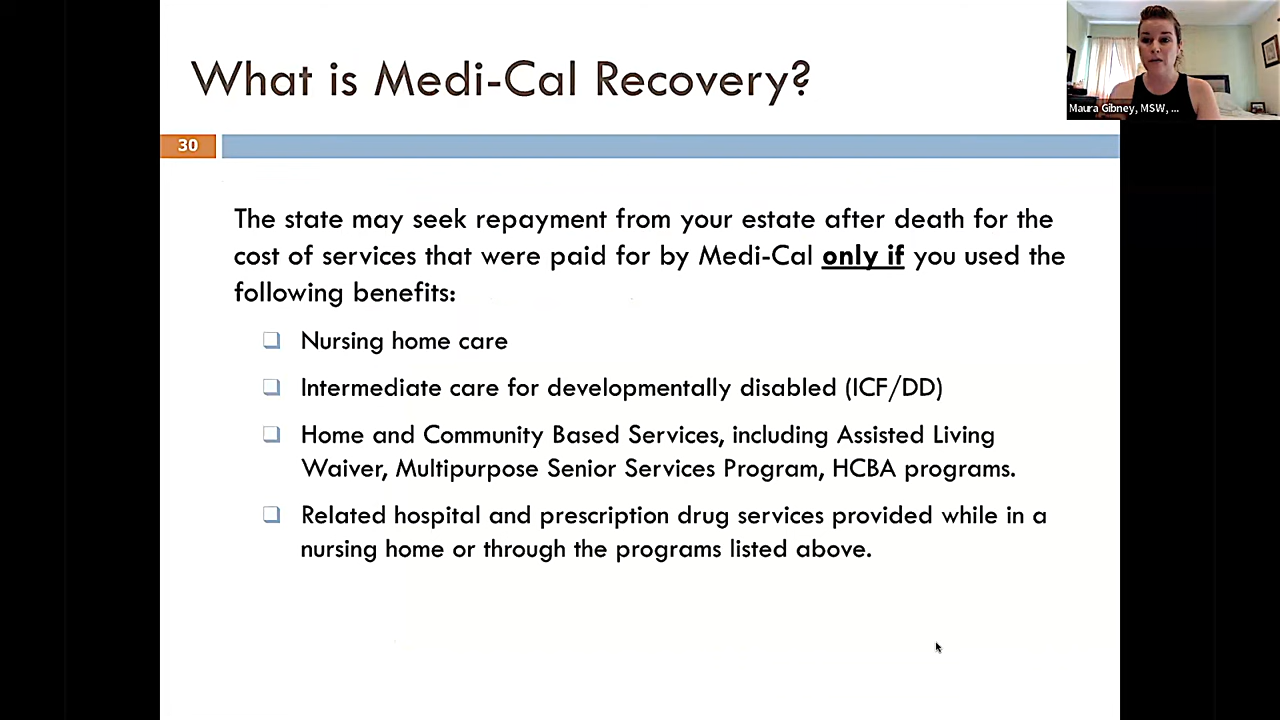 What is Medi-Cal Recovery?
Maura Gibney, MSW, ...
30
The state may seek repayment from your estate after death for the
cost of services that were paid for by Medi-Cal only if you used the
following benefits:
Nursing home care
Intermediate care for developmentally disabled (ICF/DD)
Home and Community Based Services, including Assisted Living
Waiver, Multipurpose Senior Services Program, HCBA programs.
Related hospital and prescription drug services provided while in a
nursing home or through the programs listed above.